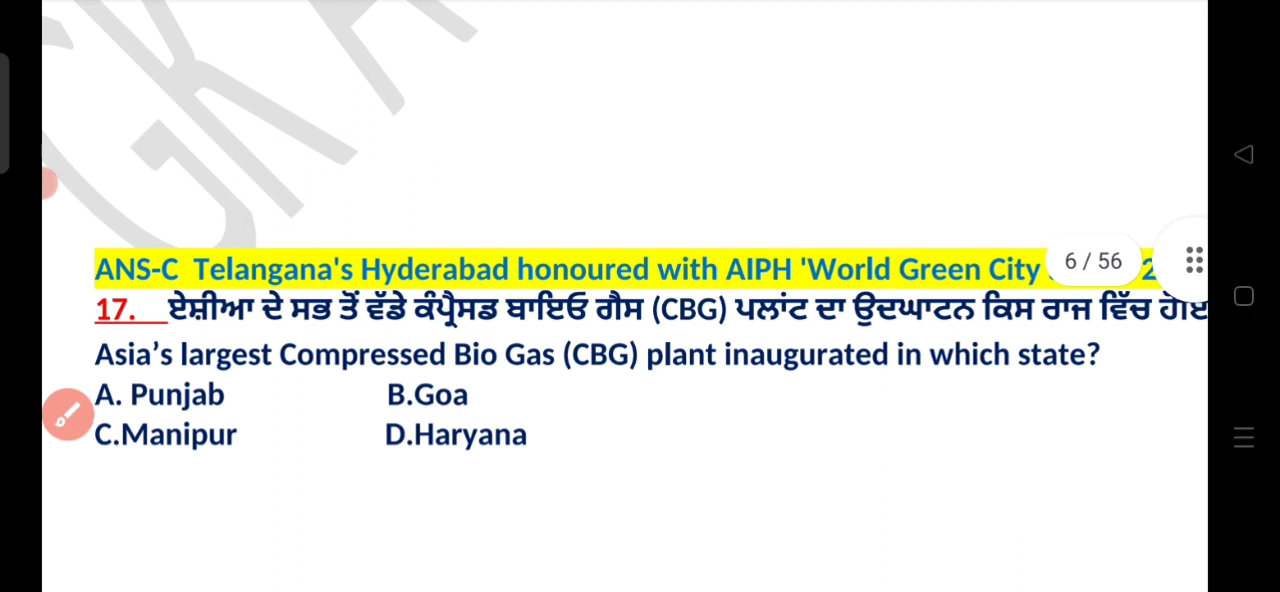 GK
ANS-C Telangana's Hyderabad honoured with AIPH 'World Green City
6 / 56
17. ਏਸ਼ੀਆ ਦੇ ਸਭ ਤੋਂ ਵੱਡੇ ਕੰਪ੍ਰੈਸਡ ਬਾਇਓ ਗੈਸ (CBG) ਪਲਾਂਟ ਦਾ ਉਦਘਾਟਨ ਕਿਸ ਰਾਜ ਵਿੱਚ
Asia's largest Compressed Bio Gas (CBG) plant inaugurated in which state?
A. Punjab B.Goa
C.Manipur D.Haryana